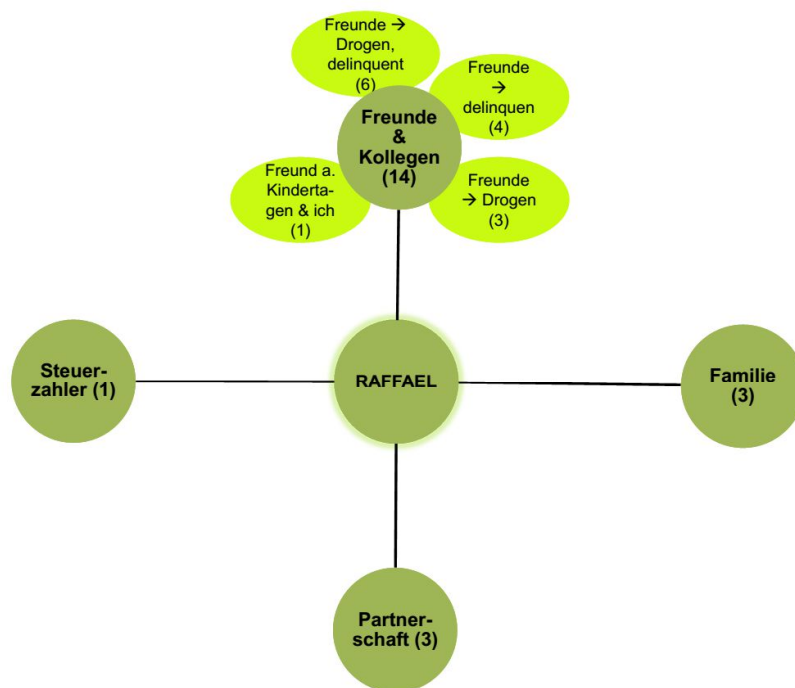 Freunde →
Drogen,
delinquent
(6)
Freunde
→
delinquen
(4)
Freunde
&
Kollegen
(14)
Freund a.
Kinderta-
gen & ich
(1)
Freunde
→ Drogen
(3)
Steuer-
zahler (1)
RAFFAEL
Familie
(3)
Partner-
schaft (3)